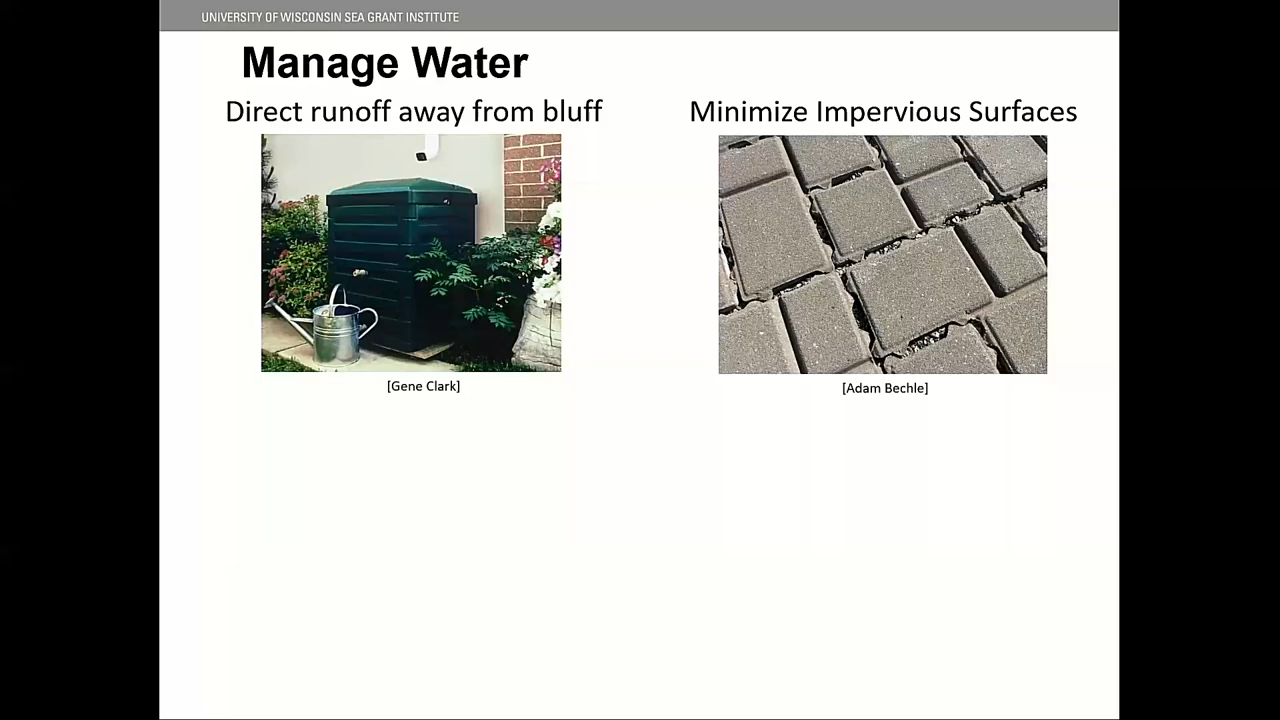 UNIVERSITY OF WISCONSIN SEA GRANT INSTITUTE
Manage Water
Direct runoff away from bluff
Minimize Impervious Surfaces
[Gene Clark]
[Adam Bechle]